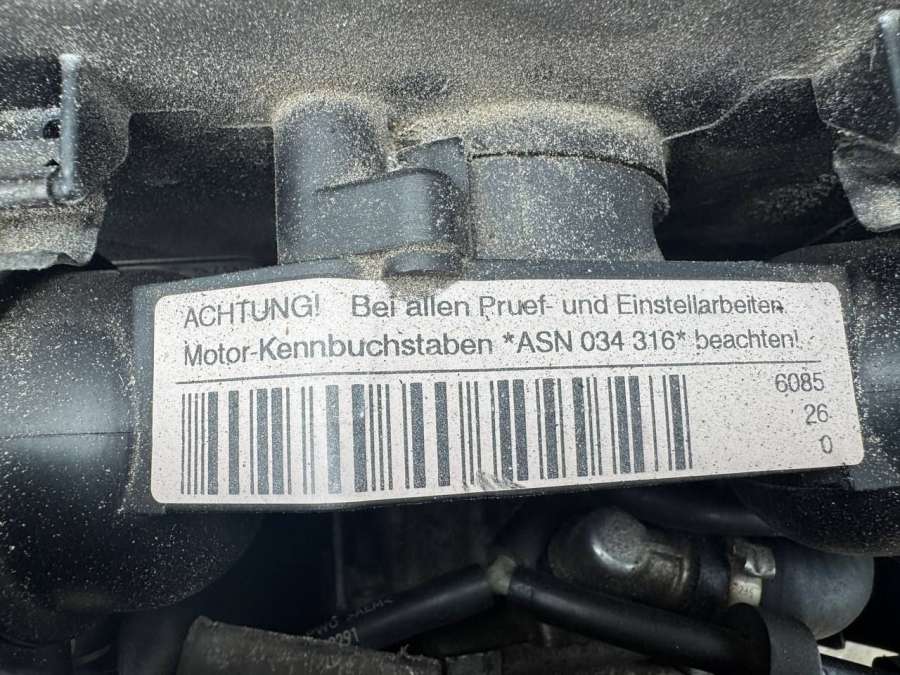 ACHTUNG! Bei allen Pruef- und Einstellarbeiten
Motor-Kennbuchstaben *ASN 034 316* beachten!
6085
26
0